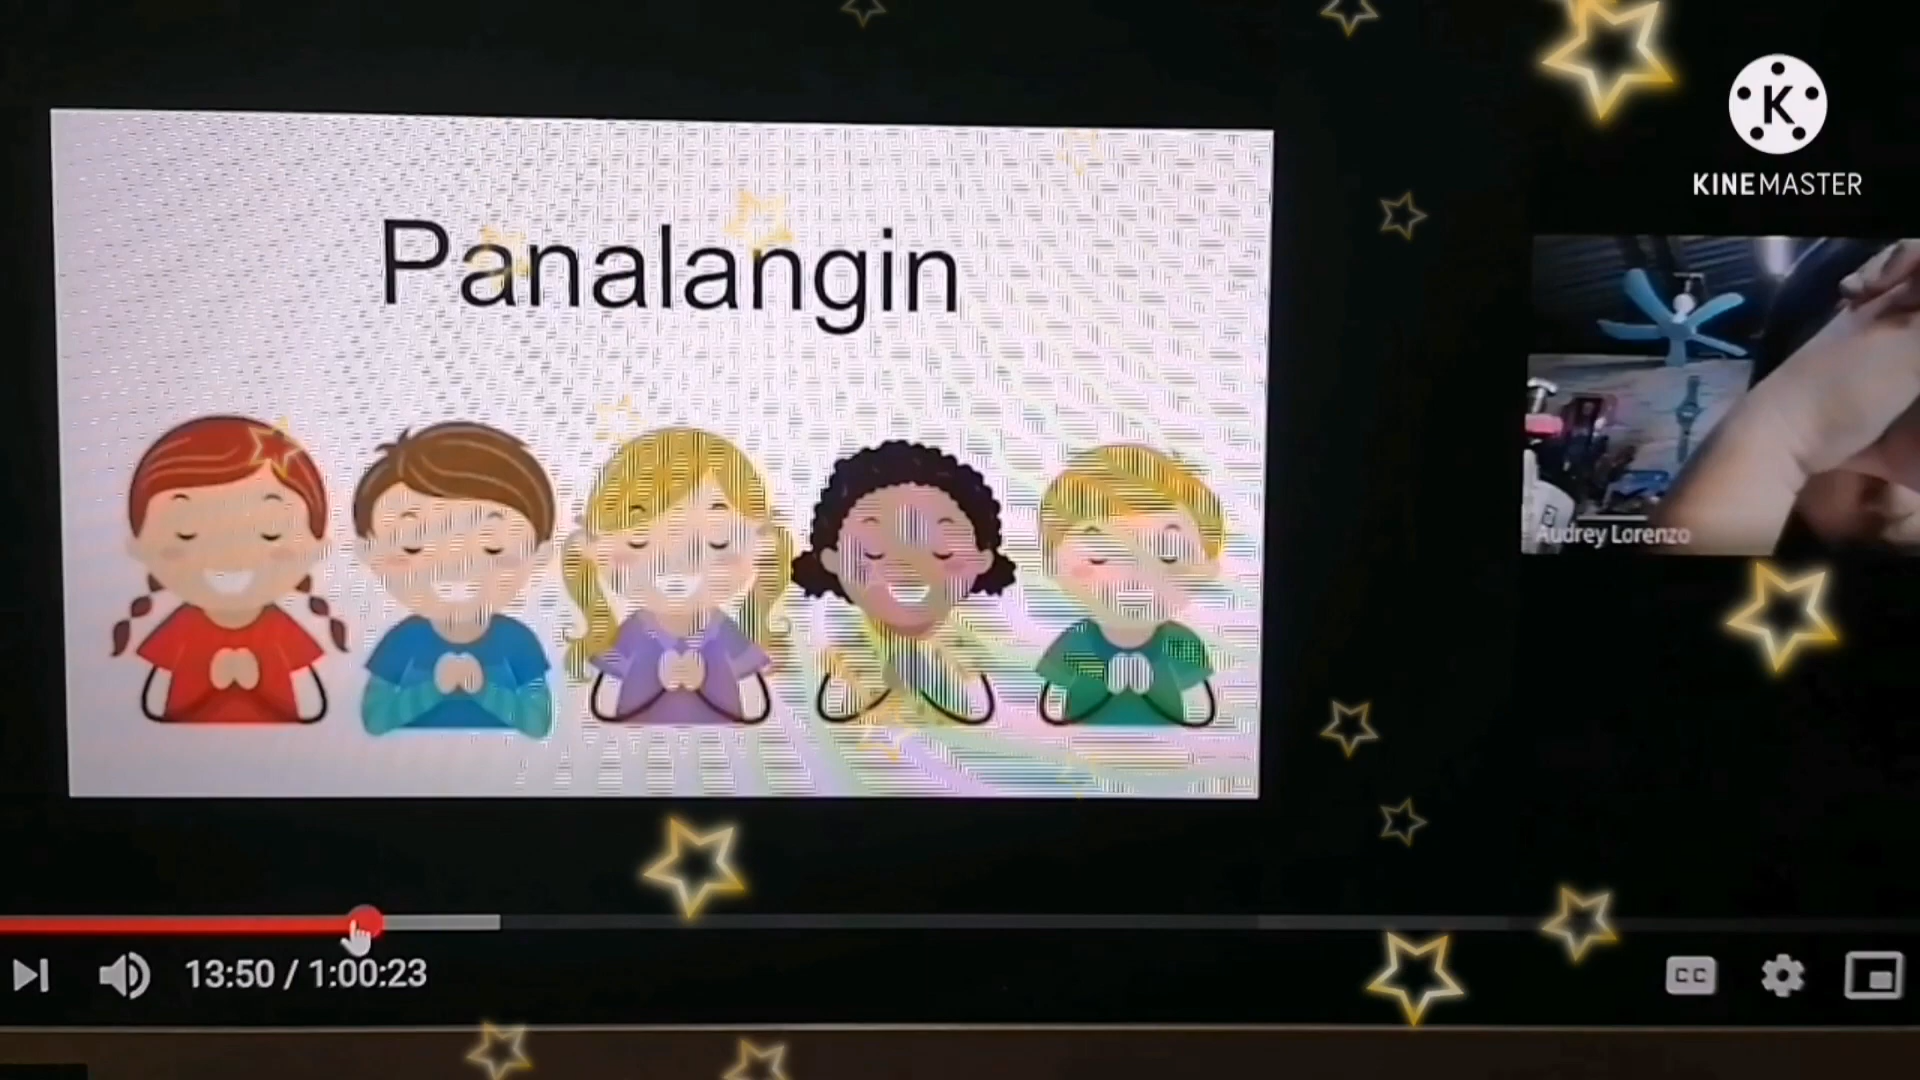 K
KINEMASTER
Panalangin
Audrey Lorenzo
13:50 / 1:00:23
CC